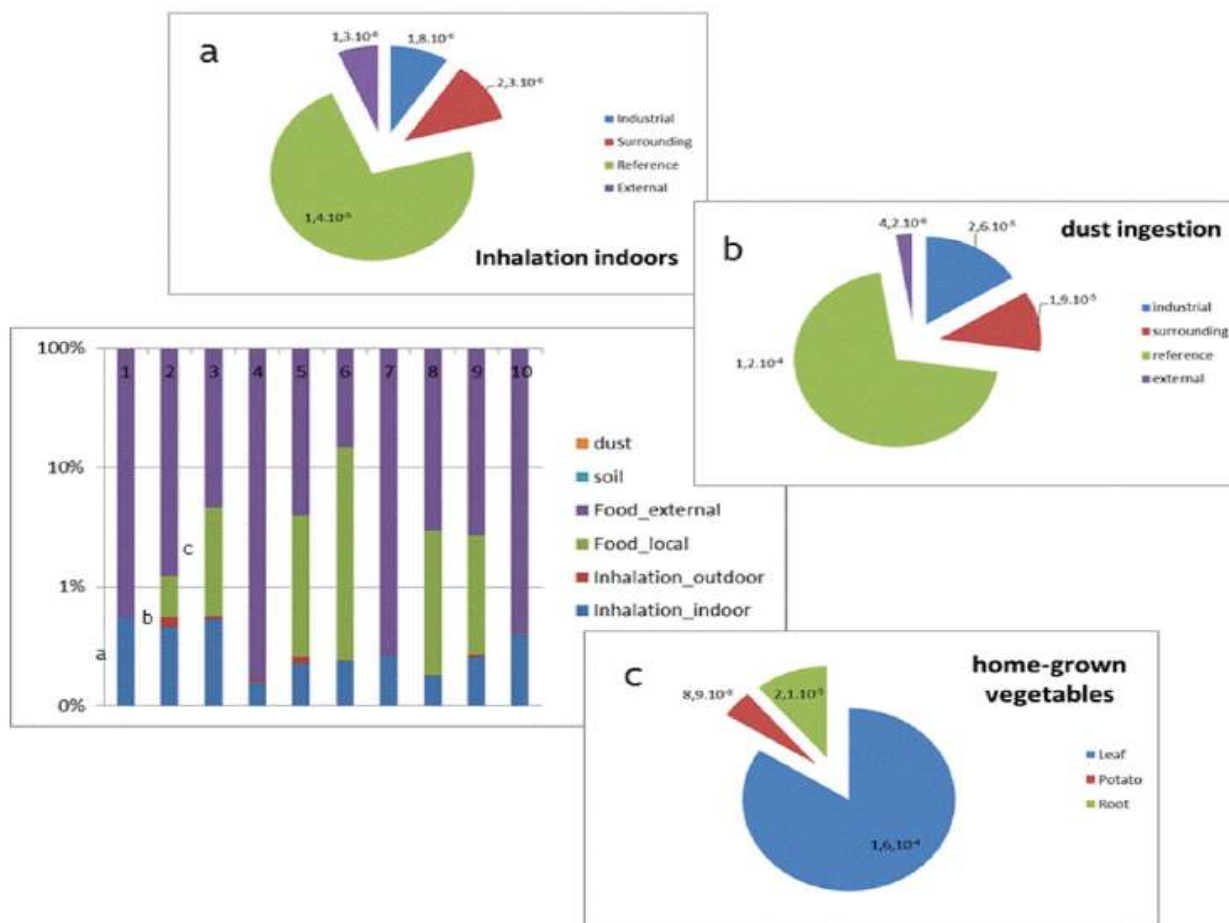 a
1,3.10⁻⁶
1,8.10⁻⁶
2,3.10⁻⁶
Industrial
Surrounding
Reference
External
1,4.10⁻⁵
Inhalation indoors
b
dust ingestion
4,2.10⁻⁶
2,6.10⁻⁵
1,9.10⁻⁵
industrial
surrounding
reference
external
1,2.10⁻⁴
100%
10%
1%
0%
1 2 3 4 5 6 7 8 9 10
a
b
c
dust
soil
Food_external
Food_local
Inhalation_outdoor
Inhalation_indoor
c
home-grown
vegetables
2,1.10⁻⁵
Leaf
Potato
Root
1,6,10⁻⁴